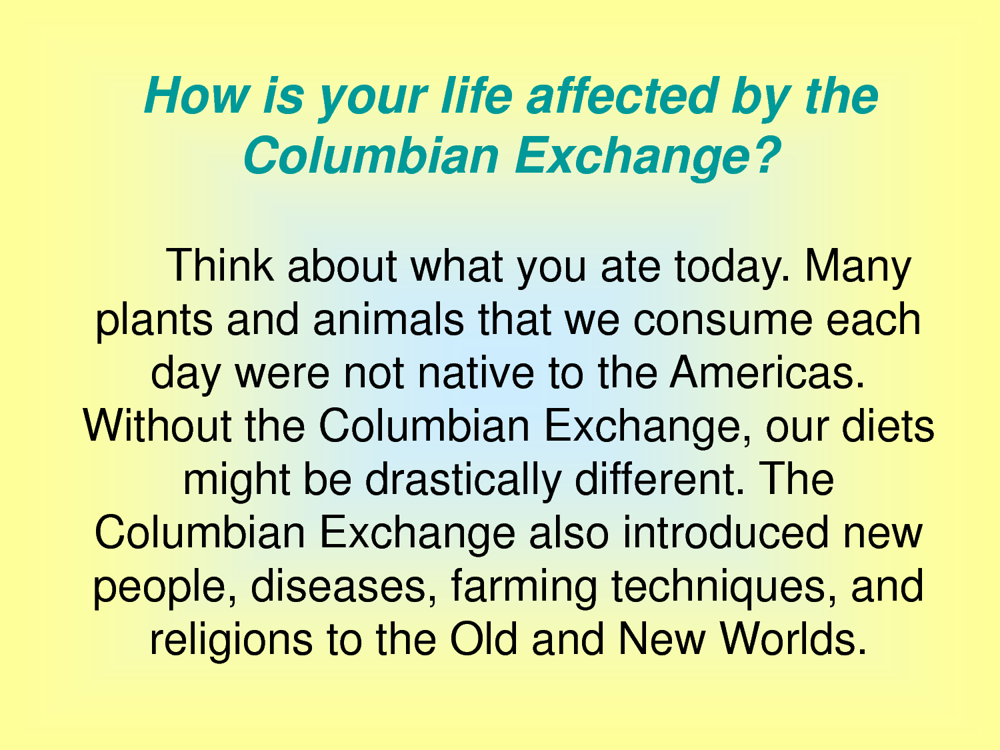 How is your life affected by the
Columbian Exchange?
Think about what you ate today. Many
plants and animals that we consume each
day were not native to the Americas.
Without the Columbian Exchange, our diets
might be drastically different. The
Columbian Exchange also introduced new
people, diseases, farming techniques, and
religions to the Old and New Worlds.